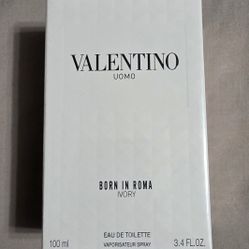 VALENTINO
UOMO
BORN IN ROMA
IVORY
EAU DE TOILETTE
100 ml VAPORISATEUR SPRAY 3.4 FL.OZ.